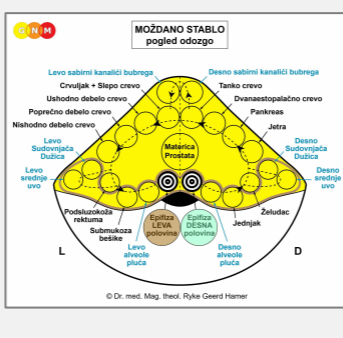 GNM
MOŽDANO STABLO
pogled odozgo
Levo sabirni kanalići bubrega
Desno sabirni kanalići bubrega
Crvuljak + Slepo crevo
Tanko crevo
Ushodno debelo crevo
Dvanaestopalačno crevo
Poprečno debelo crevo
Pankreas
Nishodno debelo crevo
Jetra
Materica
Prostata
Levo
Sudovnjača
Dužica
Desno
Sudovnjača
Dužica
Levo
srednje
uvo
Desno
srednje
uvo
Podsluzokoža
rektuma
Submukoza
bešike
Epifiza
LEVA
polovina
Epifiza
DESNA
polovina
Jednjak
Želudac
Levo
alveole
pluća
Desno
alveole
pluća
L
D
© Dr. med. Mag. theol. Ryke Geerd Hamer